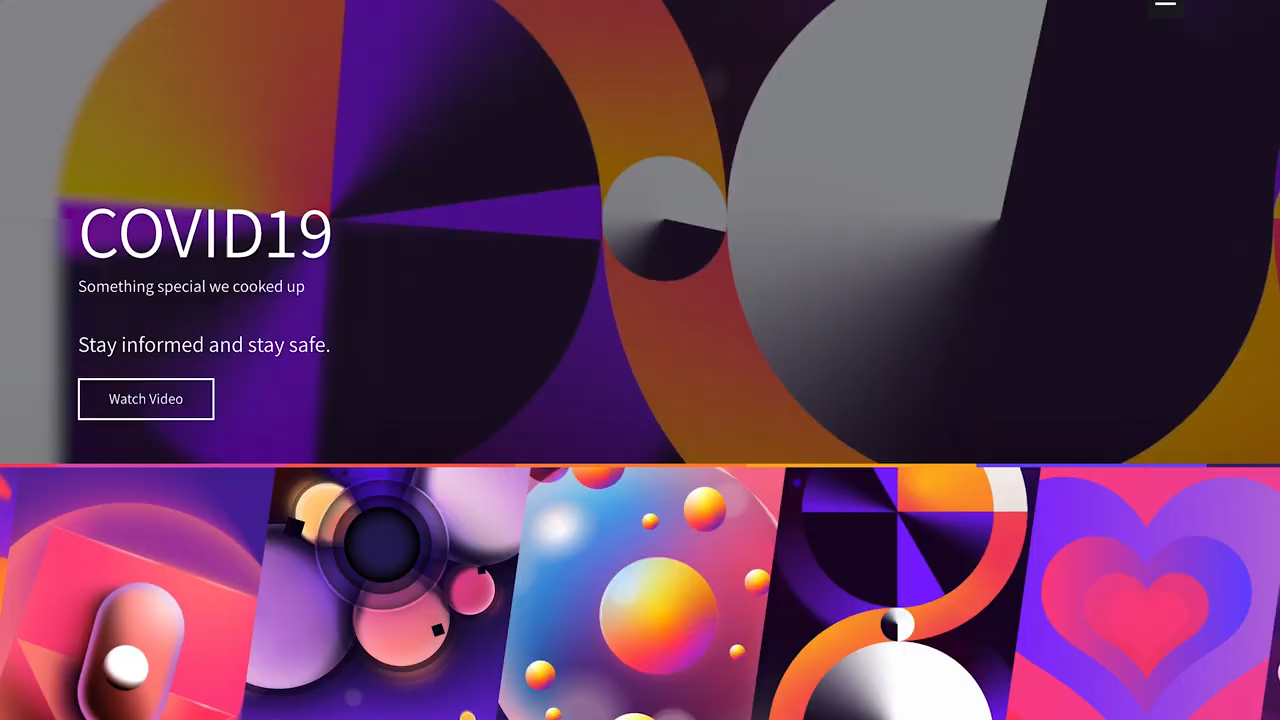 COVID19
Something special we cooked up
Stay informed and stay safe.
Watch Video